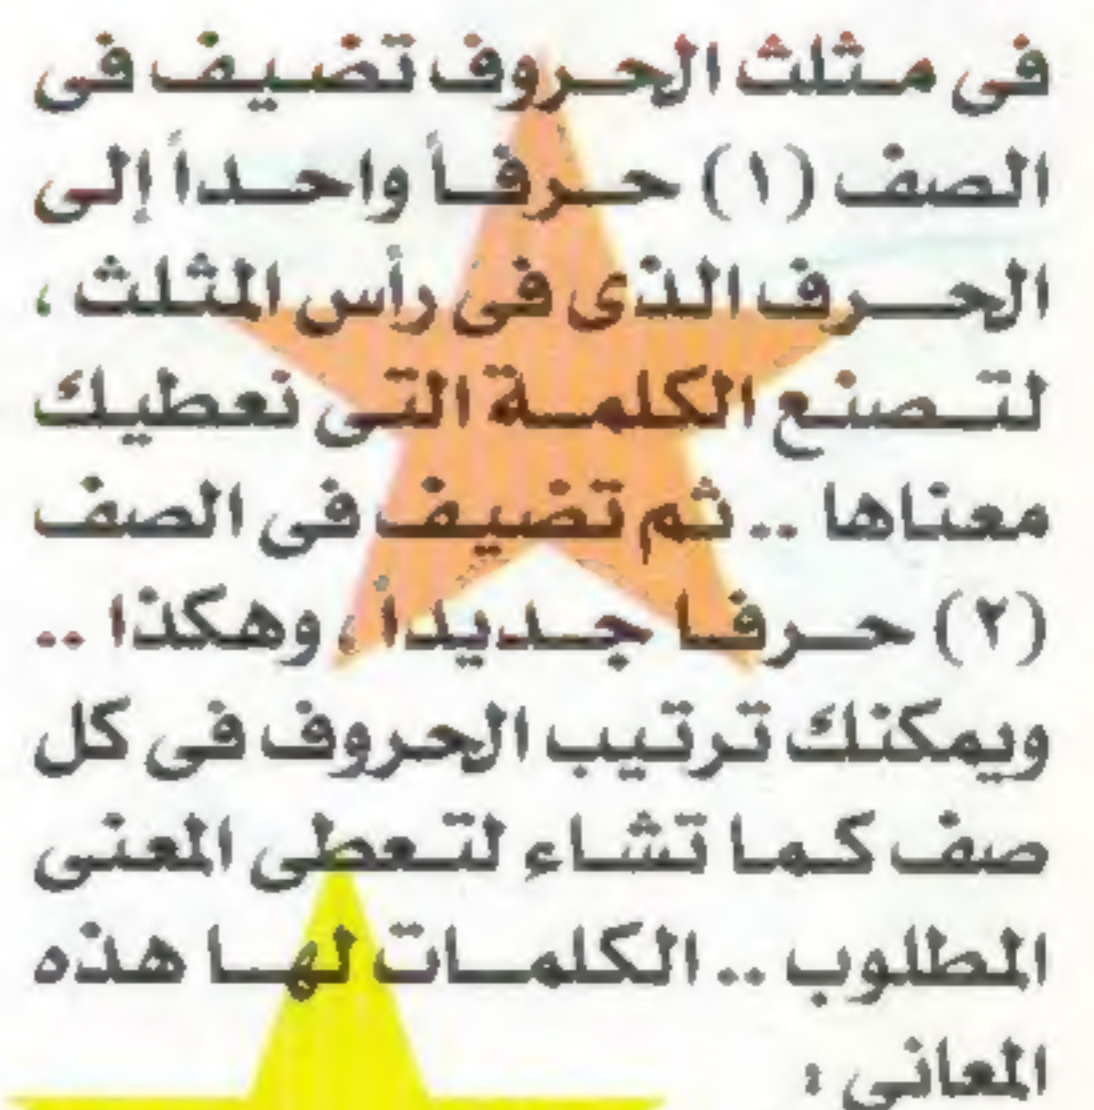 فى مثلث الحروف تضيف فى
الصف (١) حرفاً واحداً إلى
الحرف الذى فى رأس المثلث ،
لتصنع الكلمة التى نعطيك
معناها .. ثم تضيف فى الصف
(٢) حرفا جديداً ، وهكذا ..
ويمكنك ترتيب الحروف فى كل
صف كما تشاء لتعطى المعنى
المطلوب .. الكلمات لها هذه
المعانى :